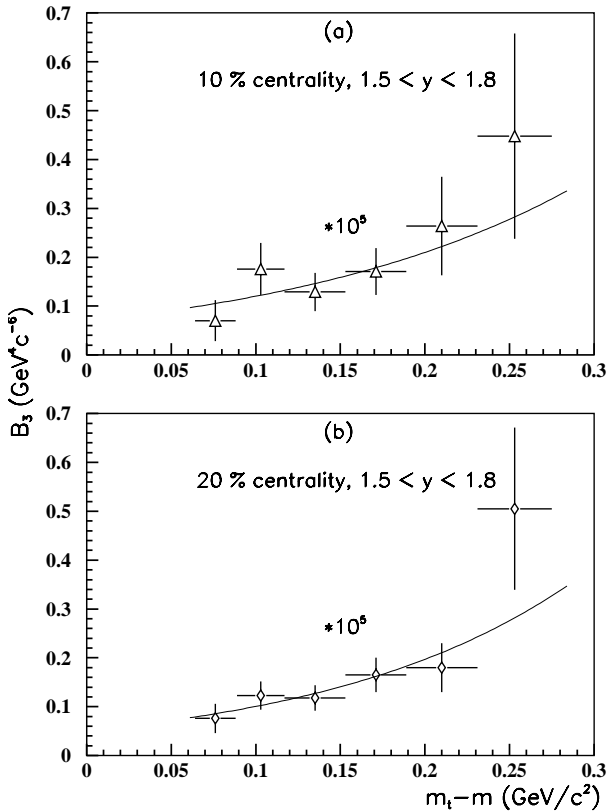 0.7
(a)
10 % centrality, 1.5 < y < 1.8
0.6
0.5
0.4
0.3
*10⁵
0.2
0.1
0
0 0.05 0.1 0.15 0.2 0.25 0.3
B₃ (GeV⁴c⁻⁶)
0.7
(b)
20 % centrality, 1.5 < y < 1.8
0.6
0.5
0.4
0.3
*10⁵
0.2
0.1
0
0 0.05 0.1 0.15 0.2 0.25 0.3
mₜ−m (GeV/c²)